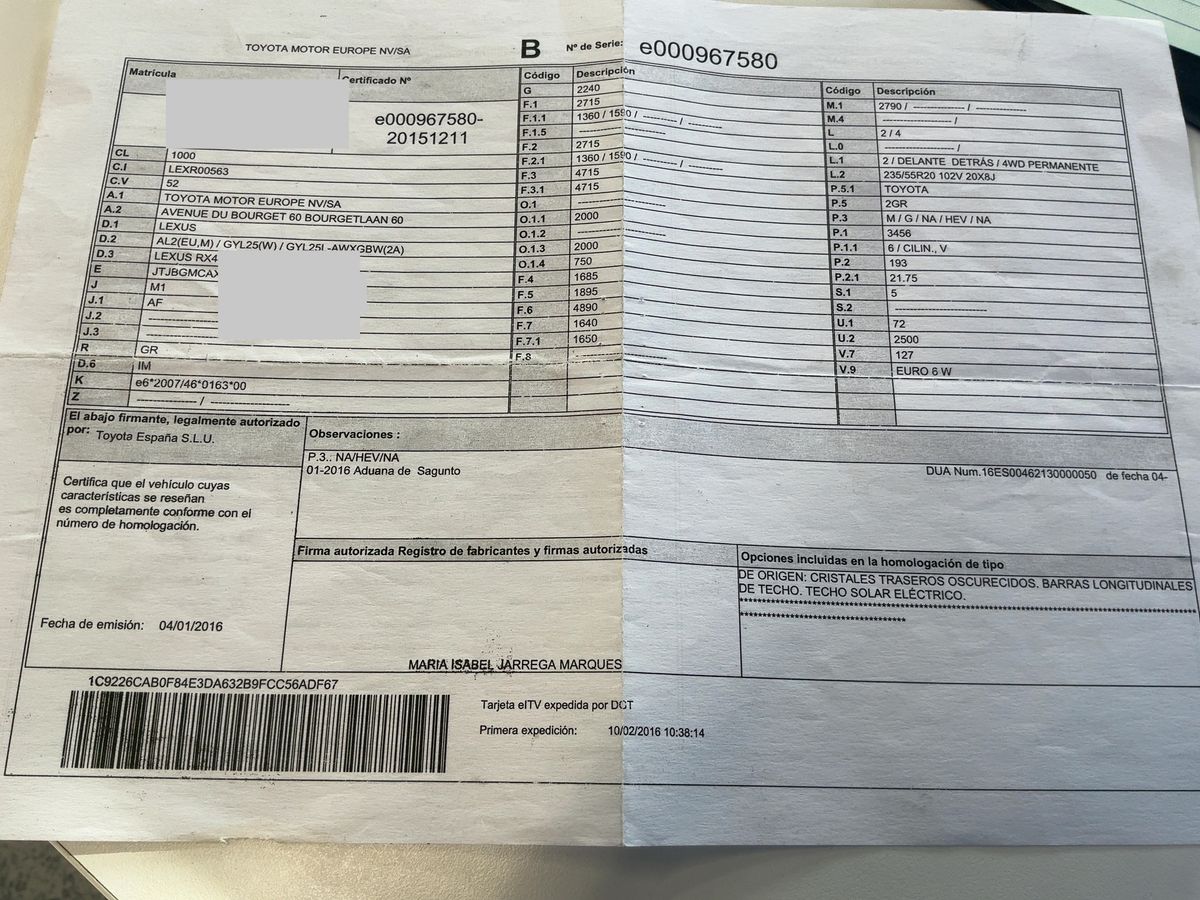 TOYOTA MOTOR EUROPE NV/SA B Nº de Serie: e000967580
Matrícula
Certificado Nº
e000967580-
20151211
CL 1000
C.I LEXR00563
C.V 52
A.1 TOYOTA MOTOR EUROPE NV/SA
A.2 AVENUE DU BOURGET 60 BOURGETLAAN 60
D.1 LEXUS
D.2 AL2(EU,M) / GYL25(W) / GYL25L-AWXGBW(2A)
D.3 LEXUS RX4
E JTJBGMCAX
J M1
J.1 AF
J.2 ----------------
J.3 ----------------
R GR
D.6 IM
K e6*2007/46*0163*00
Z -------------- / ------------------
Código Descripción
G 2240
F.1 2715
F.1.1 1360 / 1590 / --------- / ---------
F.1.5 ---------------------
F.2 2715
F.2.1 1360 / 1590 / --------- / ---------
F.3 4715
F.3.1 4715
O.1 ---------------------
O.1.1 2000
O.1.2 ---------------------
O.1.3 2000
O.1.4 750
F.4 1685
F.5 1895
F.6 4890
F.7 1640
F.7.1 1650
F.8 ---------------------
Código Descripción
M.1 2790 / -------------- / --------------
M.4 ------------------- /
L 2 / 4
L.0 -------------------- /
L.1 2 / DELANTE DETRÁS / 4WD PERMANENTE
L.2 235/55R20 102V 20X8J
P.5.1 TOYOTA
P.5 2GR
P.3 M / G / NA / HEV / NA
P.1 3456
P.1.1 6 / CILIN., V
P.2 193
P.2.1 21.75
S.1 5
S.2 -------------------------
U.1 72
U.2 2500
V.7 127
V.9 EURO 6 W
El abajo firmante, legalmente autorizado
por: Toyota España S.L.U.
Certifica que el vehículo cuyas
características se reseñan
es completamente conforme con el
número de homologación.
Fecha de emisión: 04/01/2016
Observaciones :
P.3.. NA/HEV/NA
DUA Num.16ES00462130000050 de fecha 04-
01-2016 Aduana de Sagunto
Firma autorizada Registro de fabricantes y firmas autorizadas
MARIA ISABEL JARREGA MARQUES
Opciones incluidas en la homologación de tipo
DE ORIGEN: CRISTALES TRASEROS OSCURECIDOS. BARRAS LONGITUDINALES
DE TECHO. TECHO SOLAR ELÉCTRICO.
1C9226CAB0F84E3DA632B9FCC56ADF67
Tarjeta eITV expedida por DGT
Primera expedición: 10/02/2016 10:38:14